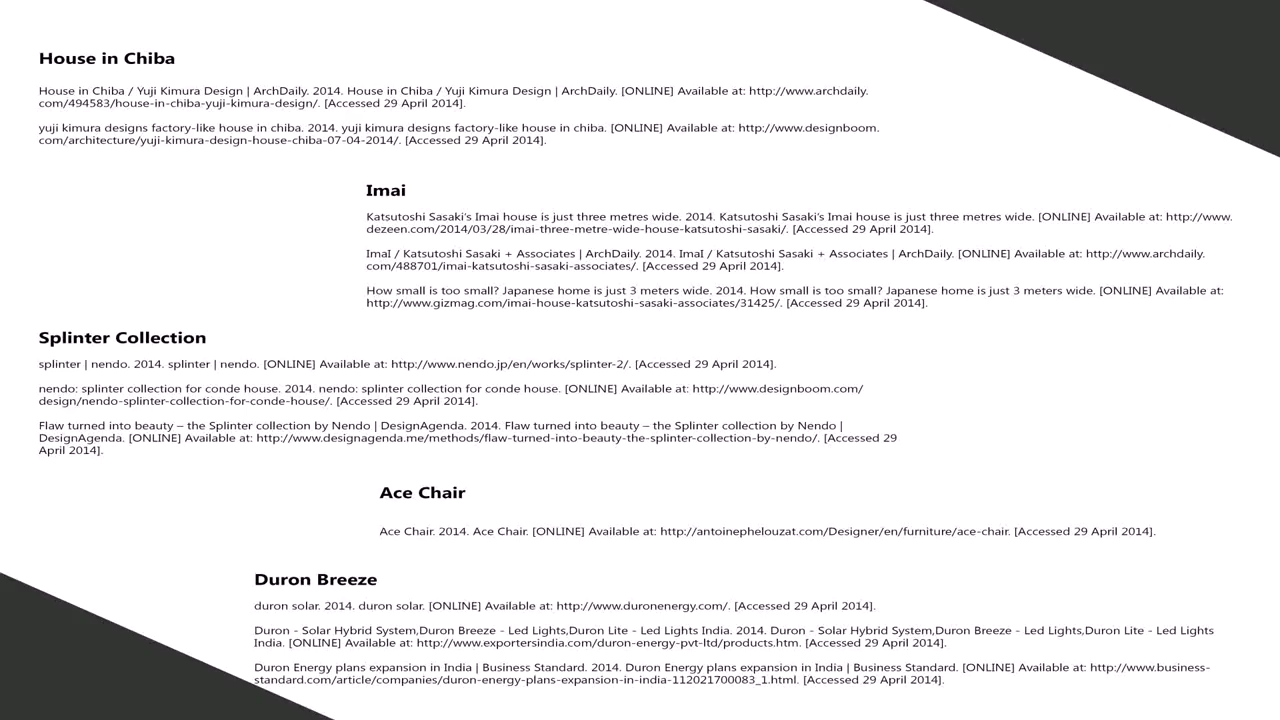 House in Chiba
House in Chiba / Yuji Kimura Design | ArchDaily. 2014. House in Chiba / Yuji Kimura Design | ArchDaily. [ONLINE] Available at: http://www.archdaily.
com/494583/house-in-chiba-yuji-kimura-design/. [Accessed 29 April 2014].
yuji kimura designs factory-like house in chiba. 2014. yuji kimura designs factory-like house in chiba. [ONLINE] Available at: http://www.designboom.
com/architecture/yuji-kimura-design-house-chiba-07-04-2014/. [Accessed 29 April 2014].
Imai
Katsutoshi Sasaki's Imai house is just three metres wide. 2014. Katsutoshi Sasaki's Imai house is just three metres wide. [ONLINE] Available at: http://www.
dezeen.com/2014/03/28/imai-three-metre-wide-house-katsutoshi-sasaki/. [Accessed 29 April 2014].
ImaI / Katsutoshi Sasaki + Associates | ArchDaily. 2014. ImaI / Katsutoshi Sasaki + Associates | ArchDaily. [ONLINE] Available at: http://www.archdaily.
com/488701/imai-katsutoshi-sasaki-associates/. [Accessed 29 April 2014].
How small is too small? Japanese home is just 3 meters wide. 2014. How small is too small? Japanese home is just 3 meters wide. [ONLINE] Available at:
http://www.gizmag.com/imai-house-katsutoshi-sasaki-associates/31425/. [Accessed 29 April 2014].
Splinter Collection
splinter | nendo. 2014. splinter | nendo. [ONLINE] Available at: http://www.nendo.jp/en/works/splinter-2/. [Accessed 29 April 2014].
nendo: splinter collection for conde house. 2014. nendo: splinter collection for conde house. [ONLINE] Available at: http://www.designboom.com/
design/nendo-splinter-collection-for-conde-house/. [Accessed 29 April 2014].
Flaw turned into beauty – the Splinter collection by Nendo | DesignAgenda. 2014. Flaw turned into beauty – the Splinter collection by Nendo |
DesignAgenda. [ONLINE] Available at: http://www.designagenda.me/methods/flaw-turned-into-beauty-the-splinter-collection-by-nendo/. [Accessed 29
April 2014].
Ace Chair
Ace Chair. 2014. Ace Chair. [ONLINE] Available at: http://antoinephelouzat.com/Designer/en/furniture/ace-chair. [Accessed 29 April 2014].
Duron Breeze
duron solar. 2014. duron solar. [ONLINE] Available at: http://www.duronenergy.com/. [Accessed 29 April 2014].
Duron - Solar Hybrid System,Duron Breeze - Led Lights,Duron Lite - Led Lights India. 2014. Duron - Solar Hybrid System,Duron Breeze - Led Lights,Duron Lite - Led Lights
India. [ONLINE] Available at: http://www.exportersindia.com/duron-energy-pvt-ltd/products.htm. [Accessed 29 April 2014].
Duron Energy plans expansion in India | Business Standard. 2014. Duron Energy plans expansion in India | Business Standard. [ONLINE] Available at: http://www.business-
standard.com/article/companies/duron-energy-plans-expansion-in-india-112021700083_1.html. [Accessed 29 April 2014].